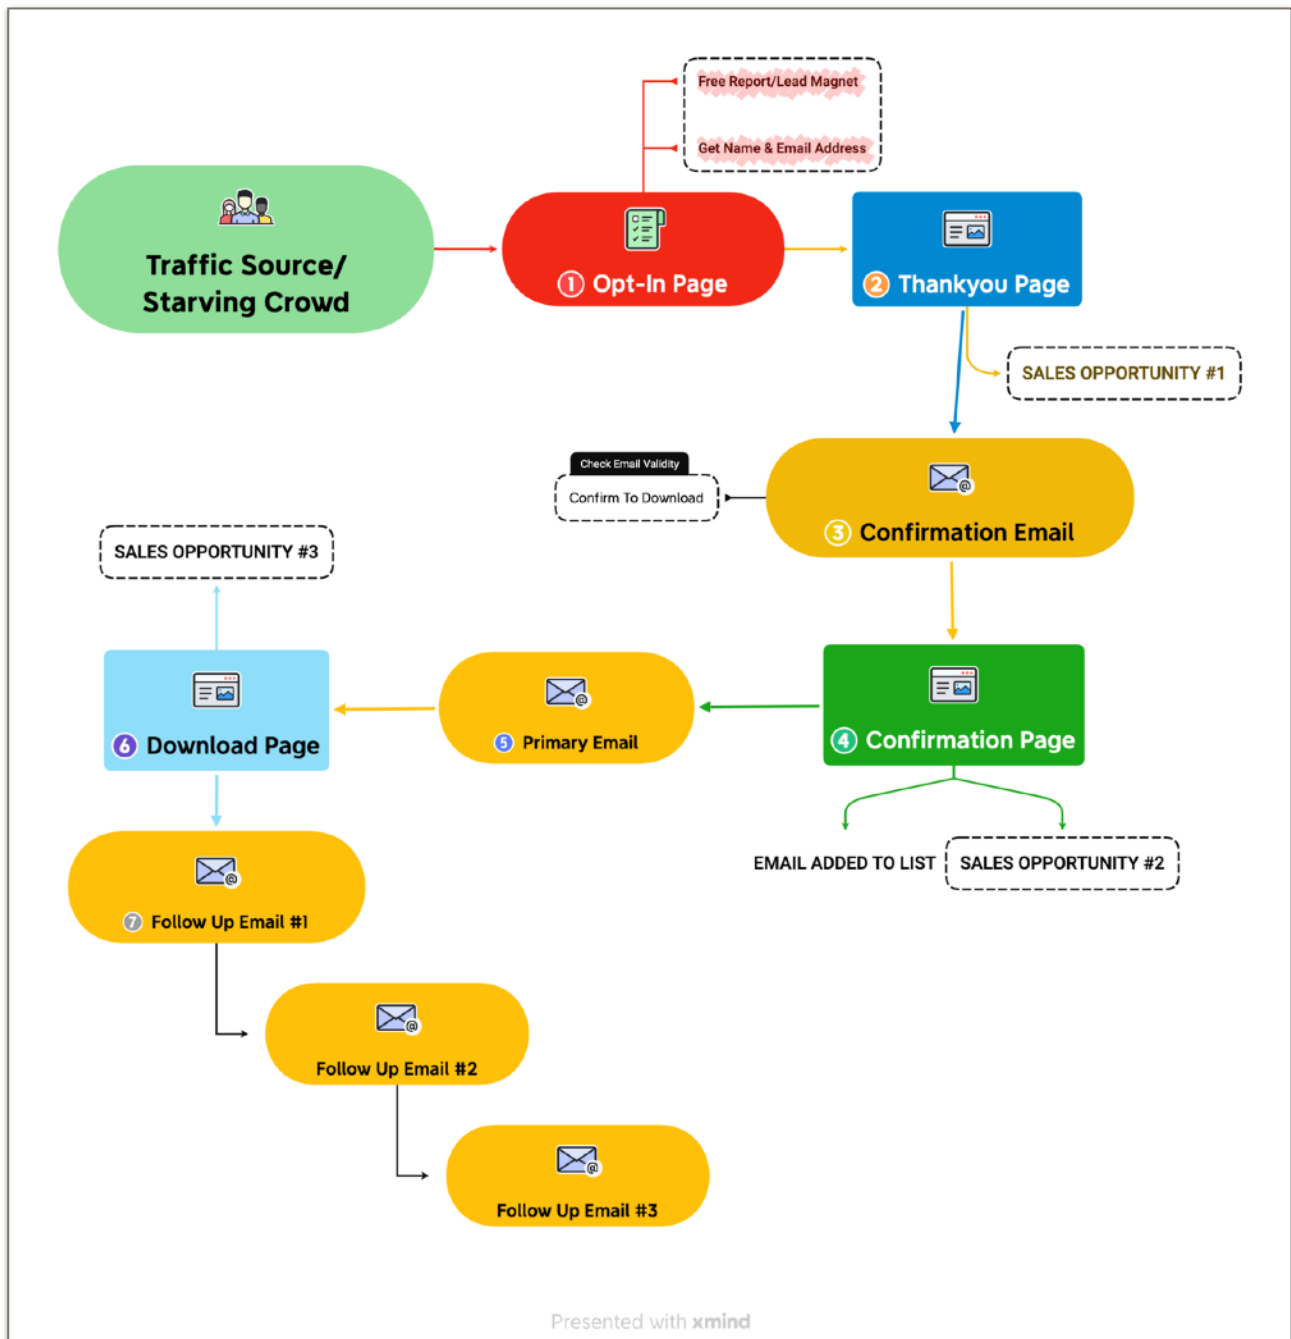 Free Report/Lead Magnet
Get Name & Email Address
Traffic Source/
Starving Crowd
1 Opt-In Page
2 Thankyou Page
SALES OPPORTUNITY #1
Check Email Validity
Confirm To Download
@
3 Confirmation Email
SALES OPPORTUNITY #3
6 Download Page
@
5 Primary Email
4 Confirmation Page
EMAIL ADDED TO LIST
SALES OPPORTUNITY #2
@
7 Follow Up Email #1
@
Follow Up Email #2
@
Follow Up Email #3
Presented with xmind